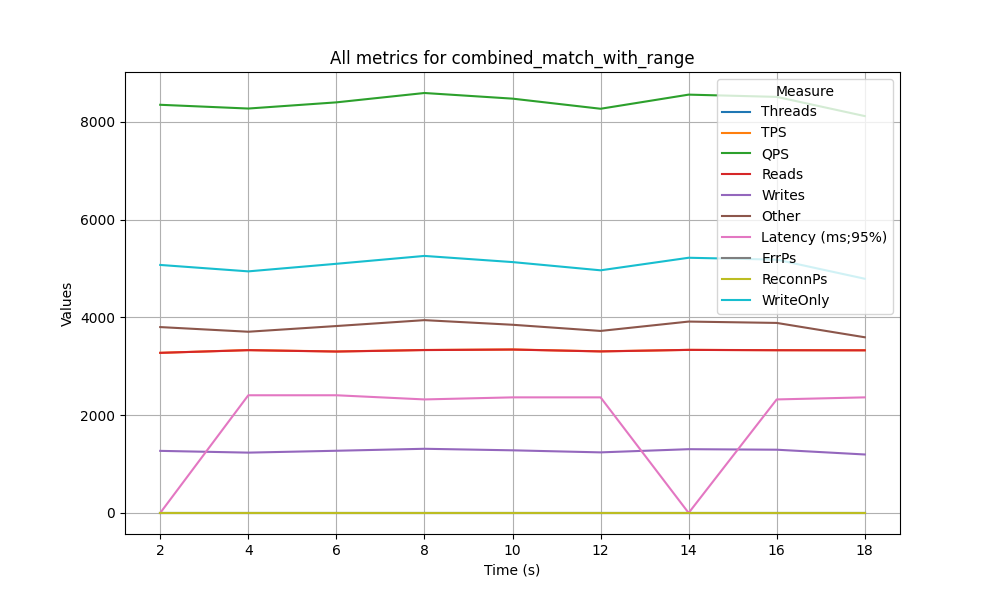 All metrics for combined_match_with_range
Measure
Threads
TPS
QPS
Reads
Writes
Other
Latency (ms;95%)
ErrPs
ReconnPs
WriteOnly
Values
8000
6000
4000
2000
0
2 4 6 8 10 12 14 16 18
Time (s)